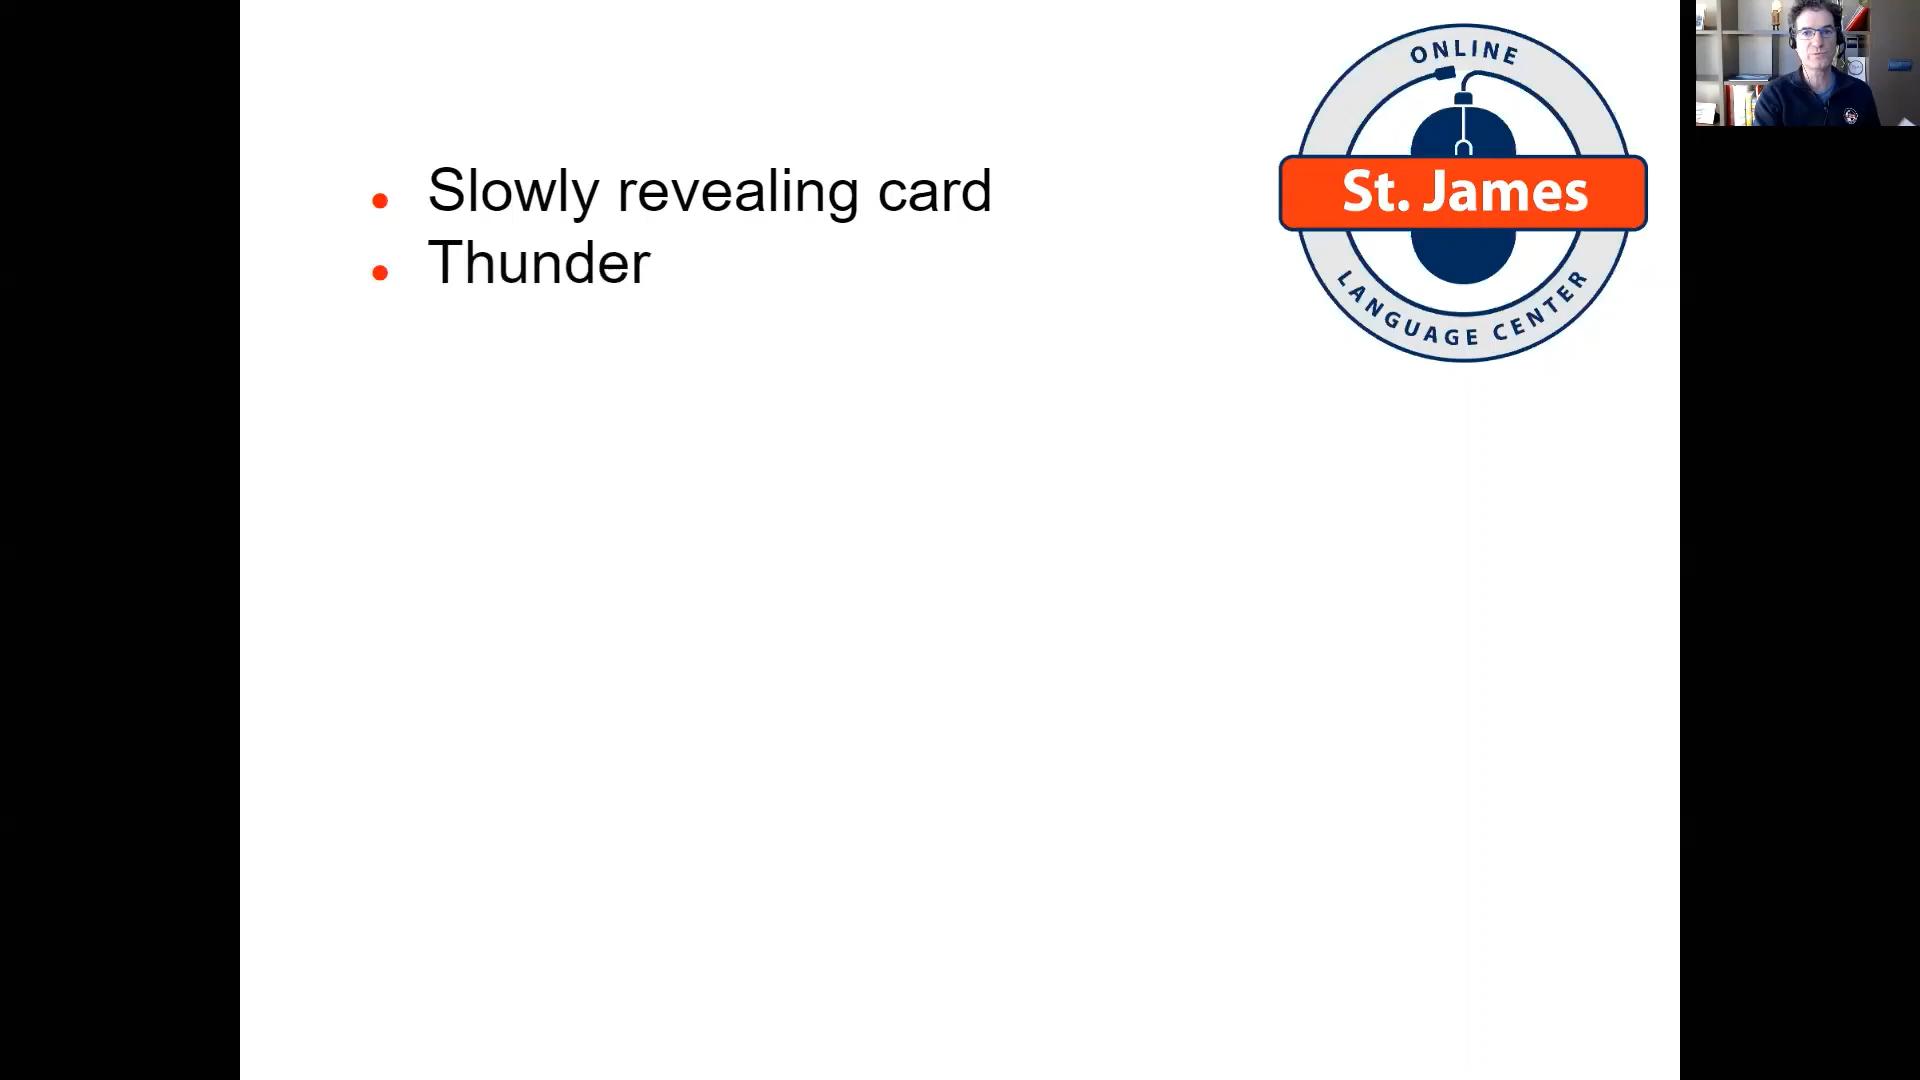 Slowly revealing card
Thunder
ONLINE
St. James
LANGUAGE CENTER